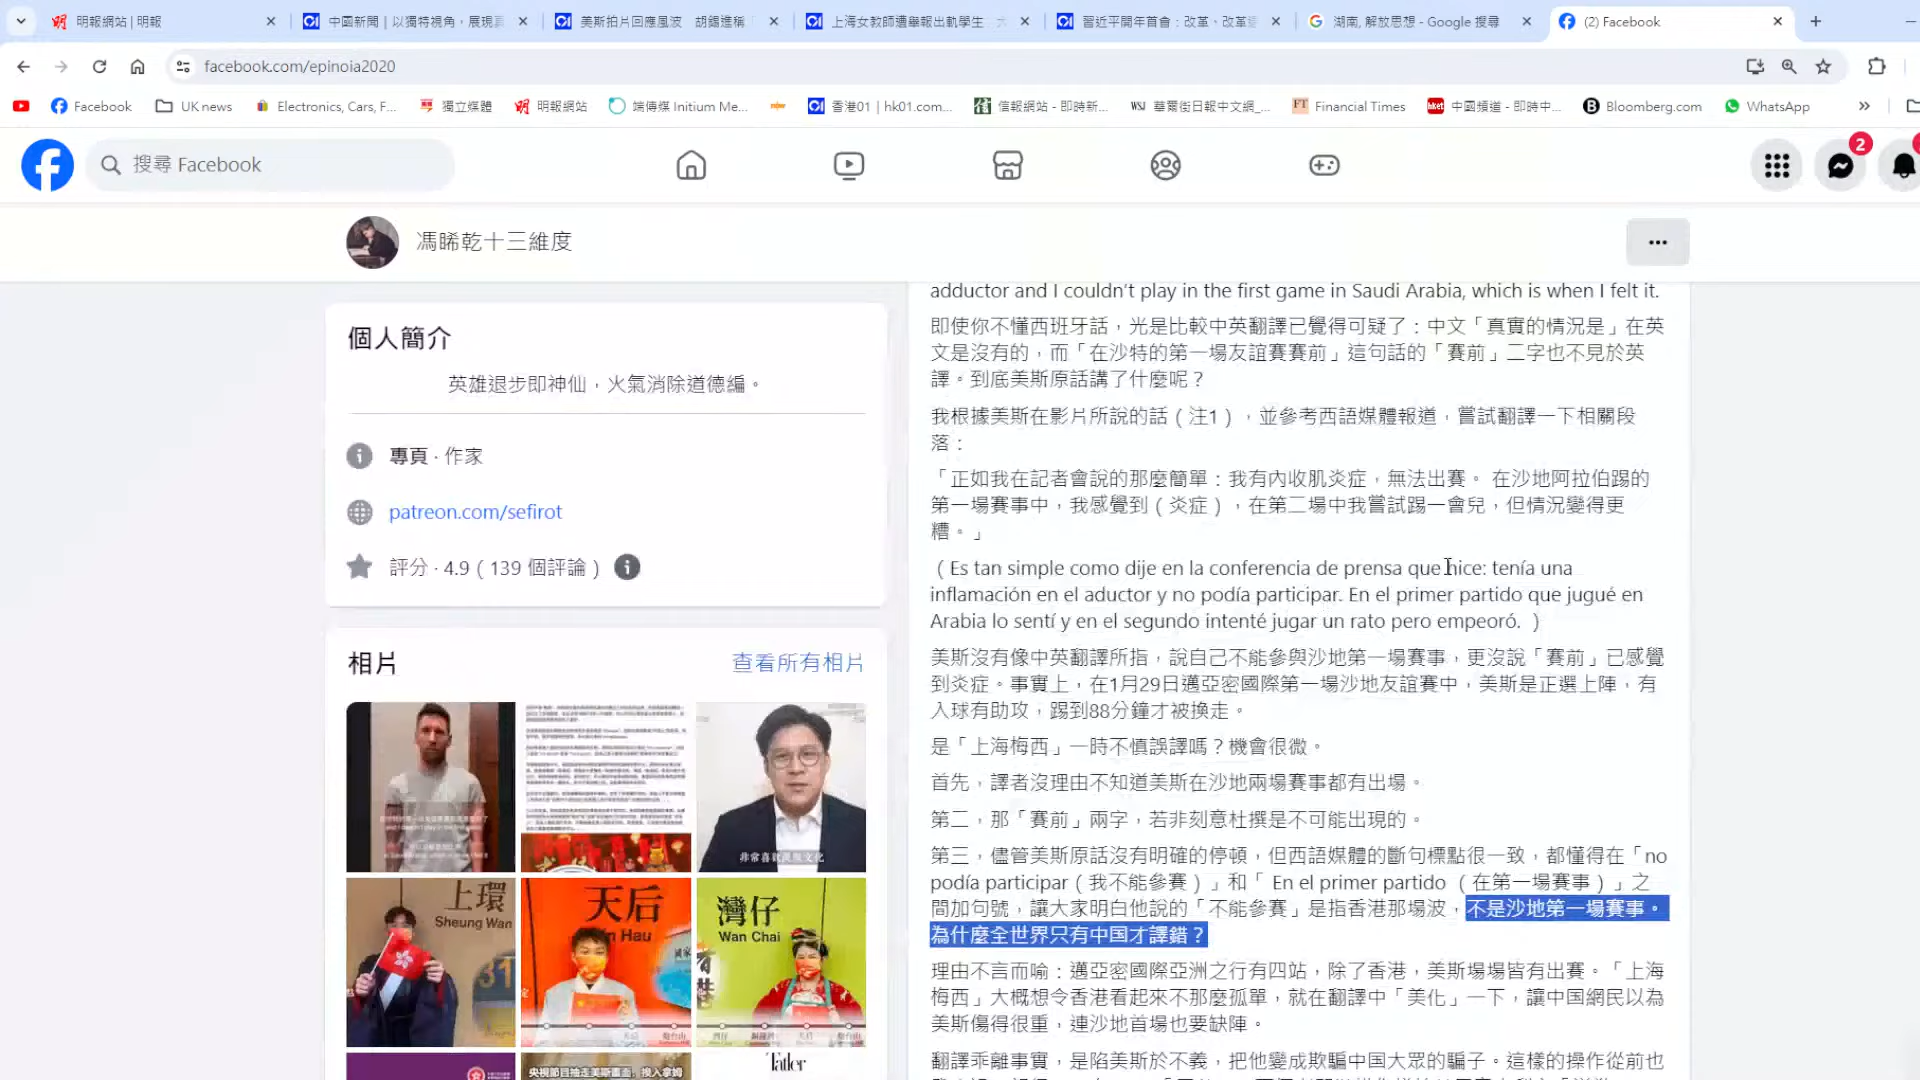 明報網站 | 明報
中國新聞｜以獨特視角，展現
美斯拍片回應風波 胡錫進稱
上海女教師遭舉報出軌學生
習近平開年首會：改革、改革
湖南, 解放思想 - Google 搜尋
(2) Facebook
facebook.com/epinoia2020
Facebook
UK news
Electronics, Cars, F...
獨立媒體
明報網站
端傳媒 Initium Me...
香港01 | hk01.com...
信報網站 - 即時新...
華爾街日報中文網_...
Financial Times
中國頻道 - 即時中...
Bloomberg.com
WhatsApp
搜尋 Facebook
2
馮睎乾十三維度
個人簡介
英雄退步即神仙，火氣消除道德編。
專頁 · 作家
patreon.com/sefirot
評分 · 4.9 ( 139 個評論 )
相片
查看所有相片
非常喜歡漢服文化
上環
Sheung Wan
天后
n Hau
灣仔
Wan Chai
央視節目抽走美斯畫面，換入拿姆
Tatler
adductor and I couldn’t play in the first game in Saudi Arabia, which is when I felt it.
即使你不懂西班牙話，光是比較中英翻譯已覺得可疑了：中文「真實的情況是」在英
文是沒有的，而「在沙特的第一場友誼賽賽前」這句話的「賽前」二字也不見於英
譯。到底美斯原話講了什麼呢？
我根據美斯在影片所說的話（注1），並參考西語媒體報道，嘗試翻譯一下相關段
落：
「正如我在記者會說的那麼簡單：我有內收肌炎症，無法出賽。 在沙地阿拉伯踢的
第一場賽事中，我感覺到（炎症），在第二場中我嘗試踢一會兒，但情況變得更
糟。」
（Es tan simple como dije en la conferencia de prensa que hice: tenía una
inflamación en el aductor y no podía participar. En el primer partido que jugué en
Arabia lo sentí y en el segundo intenté jugar un rato pero empeoró. ）
美斯沒有像中英翻譯所指，說自己不能參與沙地第一場賽事，更沒說「賽前」已感覺
到炎症。事實上，在1月29日邁亞密國際第一場沙地友誼賽中，美斯是正選上陣，有
入球有助攻，踢到88分鐘才被換走。
是「上海梅西」一時不慎誤譯嗎？機會很微。
首先，譯者沒理由不知道美斯在沙地兩場賽事都有出場。
第二，那「賽前」兩字，若非刻意杜撰是不可能出現的。
第三，儘管美斯原話沒有明確的停頓，但西語媒體的斷句標點很一致，都懂得在「no
podía participar（我不能參賽）」和「 En el primer partido （在第一場賽事）」之
間加句號，讓大家明白他說的「不能參賽」是指香港那場波，不是沙地第一場賽事。
為什麼全世界只有中国才譯錯？
理由不言而喻：邁亞密國際亞洲之行有四站，除了香港，美斯場場皆有出賽。「上海
梅西」大概想令香港看起來不那麼孤單，就在翻譯中「美化」一下，讓中国網民以為
美斯傷得很重，連沙地首場也要缺陣。
翻譯乖離事實，是陷美斯於不義，把他變成欺騙中国大眾的騙子。這樣的操作從前也